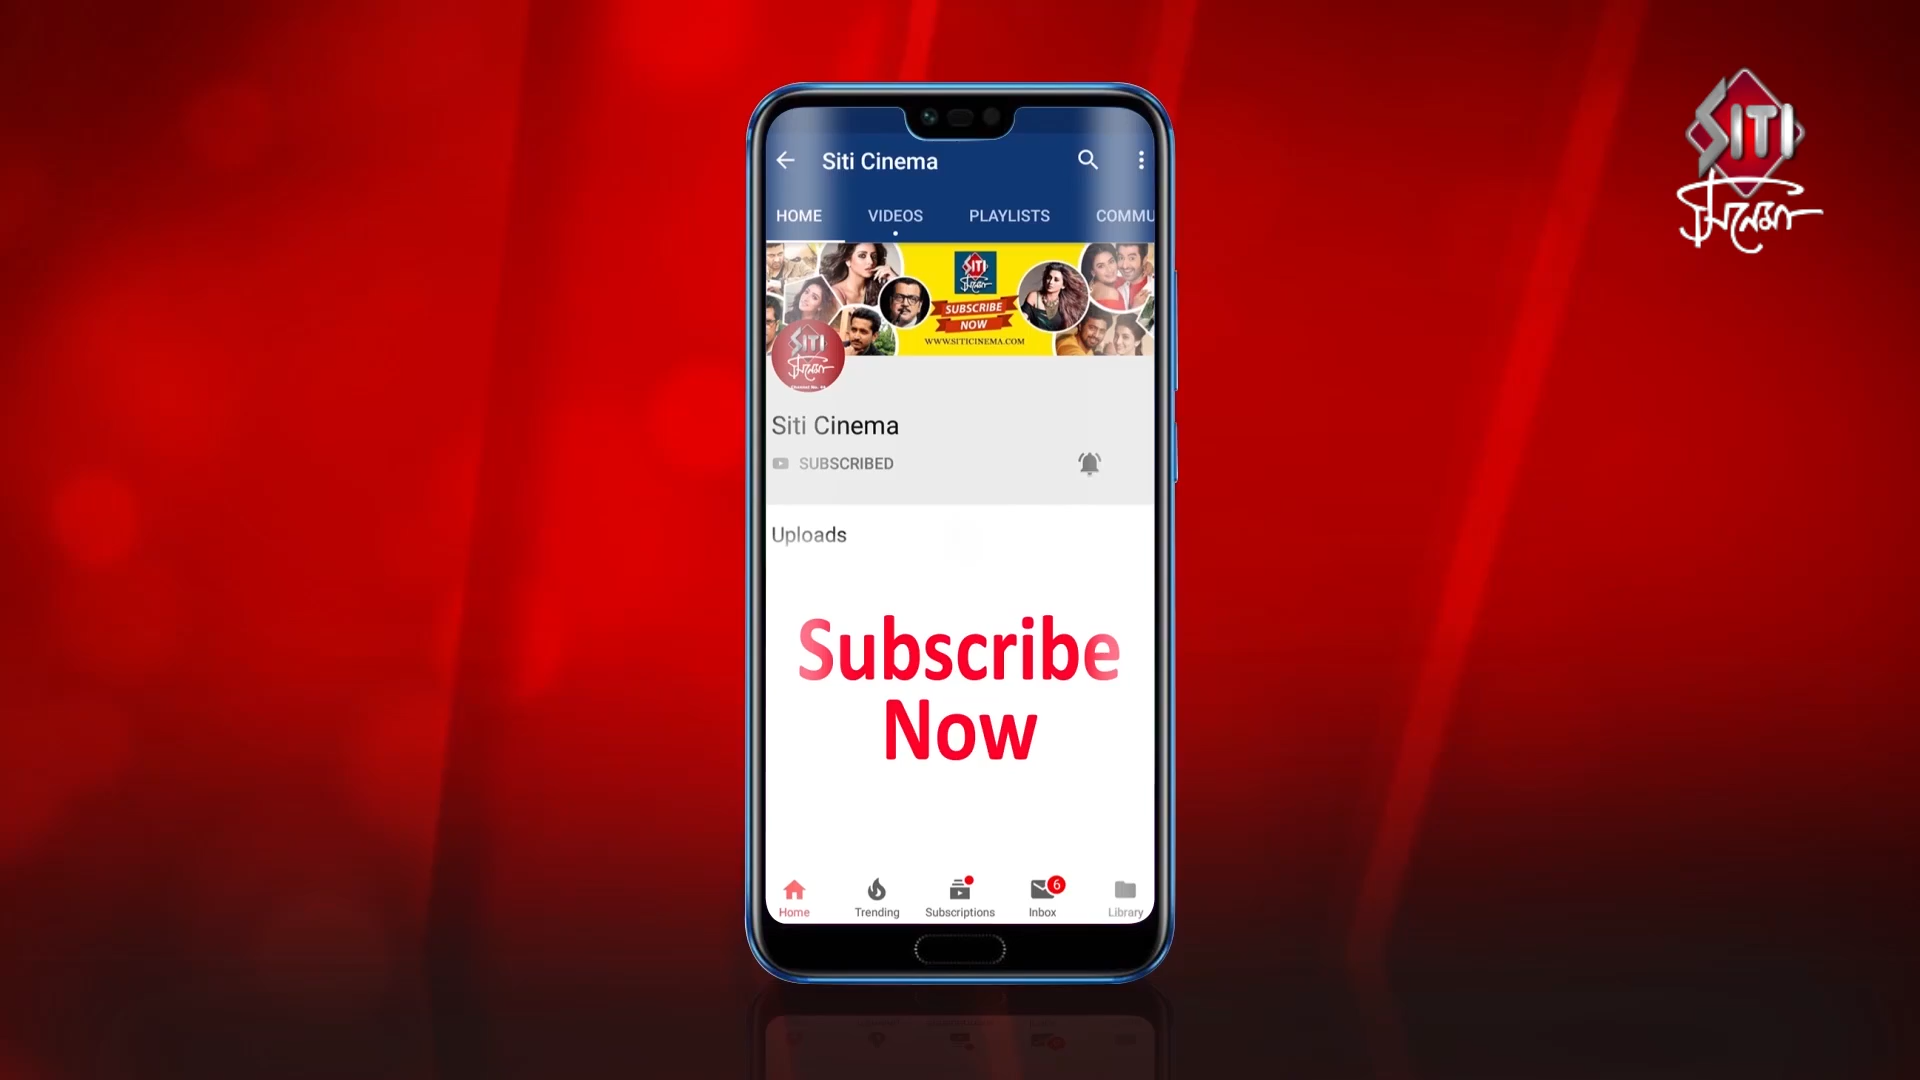 SITI
সিনেমা
Siti Cinema
HOME VIDEOS PLAYLISTS COMMU
SITI
সিনেমা
SUBSCRIBE
NOW
WWW.SITICINEMA.COM
SITI
সিনেমা
Siti Cinema
SUBSCRIBED
Uploads
Subscribe
Now
6
Home Trending Subscriptions Inbox Library